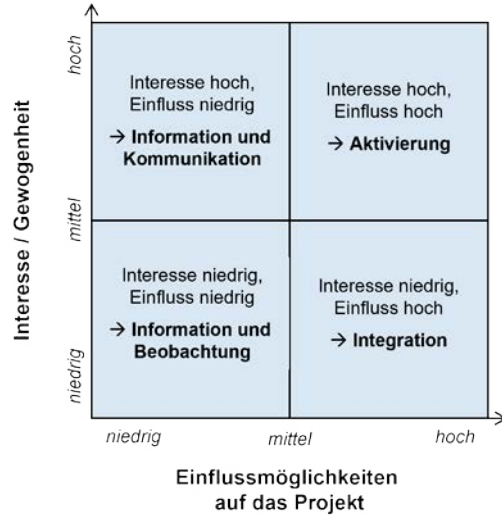 Interesse / Gewogenheit
hoch
mittel
niedrig
Interesse hoch,
Einfluss niedrig
→ Information und
Kommunikation
Interesse hoch,
Einfluss hoch
→ Aktivierung
Interesse niedrig,
Einfluss niedrig
→ Information und
Beobachtung
Interesse niedrig,
Einfluss hoch
→ Integration
niedrig
mittel
hoch
Einflussmöglichkeiten
auf das Projekt